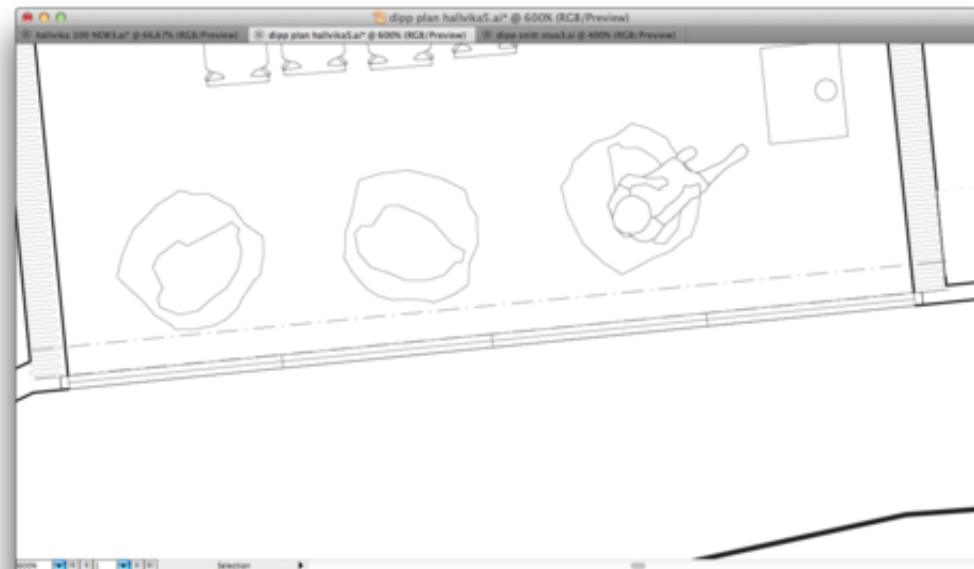 dipp plan hallvika5.ai* @ 600% (RGB/Preview)
hallvika 100 NEW3.ai* @ 66,67% (RGB/Preview) dipp plan hallvika5.ai* @ 600% (RGB/Preview) dipp snitt stua3.ai @ 400% (RGB/Preview)
600% 1 Selection